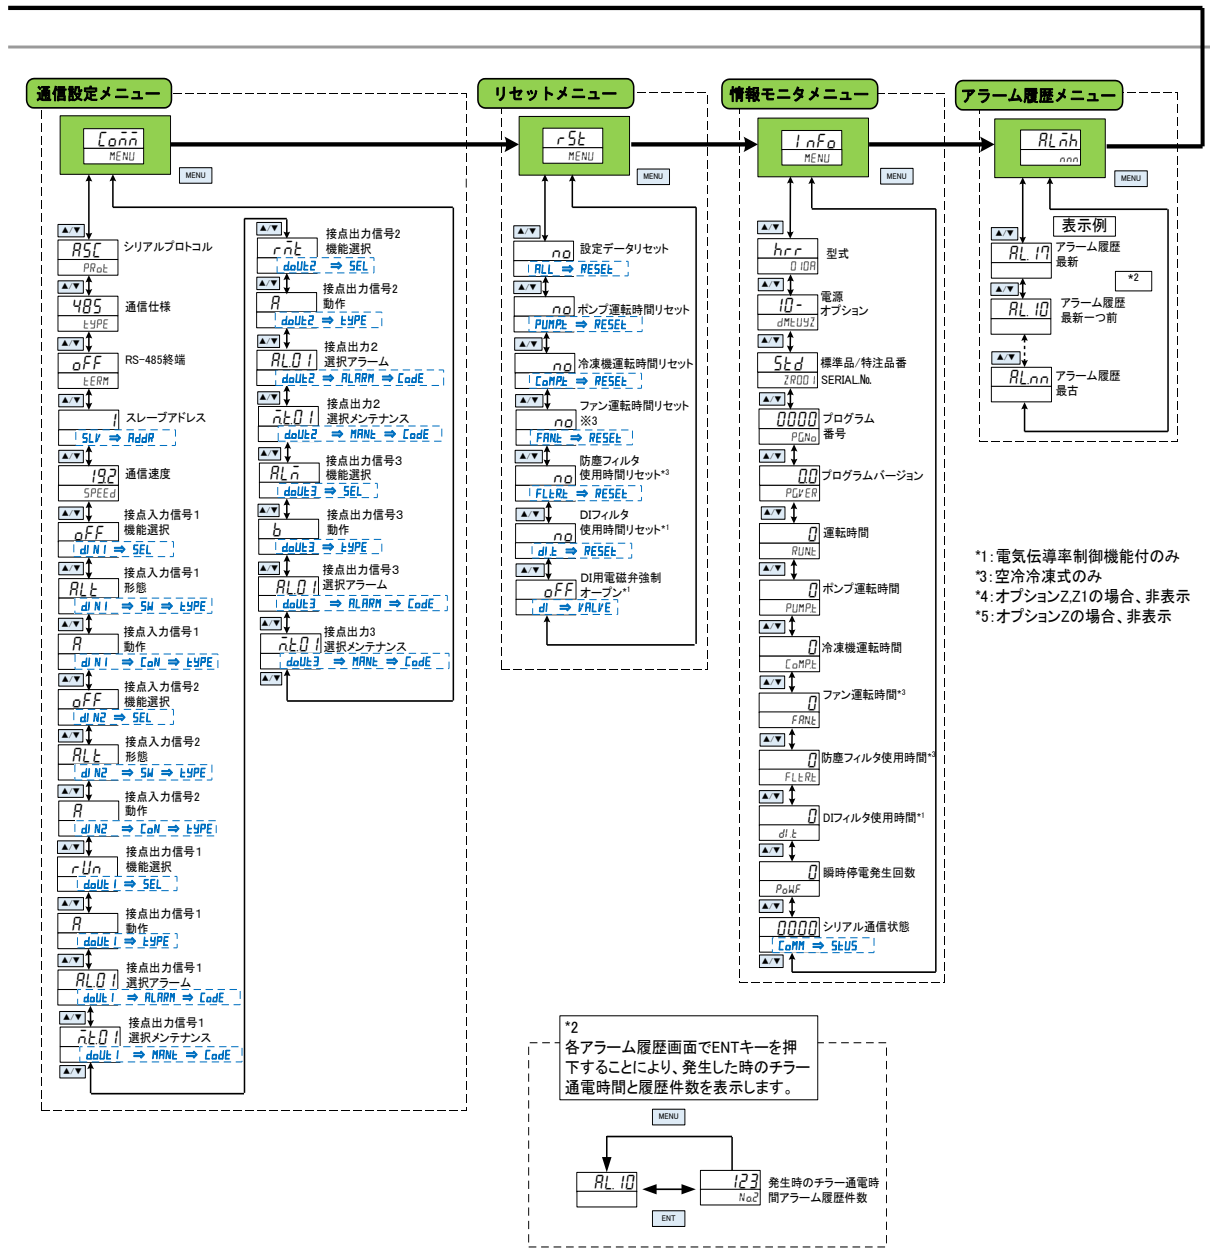 通信設定メニュー
Conn
MENU
MENU
▲/▼
ASC
PRot
シリアルプロトコル
▲/▼
485
tYPE
通信仕様
▲/▼
oFF
tERM
RS-485終端
▲/▼
1
スレーブアドレス
SLV ⇒ AddR
▲/▼
19.2
SPEEd
通信速度
▲/▼
接点入力信号1
機能選択
oFF
dIN1 ⇒ SEL
▲/▼
接点入力信号1
形態
ALt
dIN1 ⇒ SW ⇒ tYPE
▲/▼
接点入力信号1
動作
A
dIN1 ⇒ CoN ⇒ tYPE
▲/▼
接点入力信号2
機能選択
oFF
dIN2 ⇒ SEL
▲/▼
接点入力信号2
形態
ALt
dIN2 ⇒ SW ⇒ tYPE
▲/▼
接点入力信号2
動作
A
dIN2 ⇒ CoN ⇒ tYPE
▲/▼
接点出力信号1
機能選択
rUn
doUt1 ⇒ SEL
▲/▼
接点出力信号1
動作
A
doUt1 ⇒ tYPE
▲/▼
接点出力信号1
選択アラーム
AL.01
doUt1 ⇒ ALARM ⇒ CodE
▲/▼
接点出力信号1
選択メンテナンス
nt.01
doUt1 ⇒ MANt ⇒ CodE
▲/▼
▲/▼
接点出力信号2
機能選択
rnt
doUt2 ⇒ SEL
▲/▼
接点出力信号2
動作
A
doUt2 ⇒ tYPE
▲/▼
接点出力2
選択アラーム
AL.01
doUt2 ⇒ ALARM ⇒ CodE
▲/▼
接点出力2
選択メンテナンス
nt.01
doUt2 ⇒ MANt ⇒ CodE
▲/▼
接点出力信号3
機能選択
ALn
doUt3 ⇒ SEL
▲/▼
接点出力信号3
動作
b
doUt3 ⇒ tYPE
▲/▼
接点出力信号3
選択アラーム
AL.01
doUt3 ⇒ ALARM ⇒ CodE
▲/▼
接点出力3
選択メンテナンス
nt.01
doUt3 ⇒ MANt ⇒ CodE
▲/▼
リセットメニュー
rSt
MENU
MENU
▲/▼
no
設定データリセット
ALL ⇒ RESEt
▲/▼
no
ポンプ運転時間リセット
PUMPt ⇒ RESEt
▲/▼
no
冷凍機運転時間リセット
CoMPt ⇒ RESEt
▲/▼
ファン運転時間リセット
※3
no
FANt ⇒ RESEt
▲/▼
防塵フィルタ
使用時間リセット*3
no
FLtRt ⇒ RESEt
▲/▼
DIフィルタ
使用時間リセット*1
no
dI.t ⇒ RESEt
▲/▼
DI用電磁弁強制
オープン*1
oFF
dI ⇒ VALVE
▲/▼
情報モニタメニュー
InFo
MENU
MENU
▲/▼
hrr
010A
型式
▲/▼
10-
dMtUYZ
電源
オプション
▲/▼
Std
ZR001
標準品/特注品番
SERIAL No.
▲/▼
0000
PGNo
プログラム
番号
▲/▼
0.0
PGVER
プログラムバージョン
▲/▼
0
RUN.t
運転時間
▲/▼
0
PUMP.t
ポンプ運転時間
▲/▼
0
CoMP.t
冷凍機運転時間
▲/▼
0
FAN.t
ファン運転時間*3
▲/▼
0
FLtRt
防塵フィルタ使用時間*3
▲/▼
0
dI.t
DIフィルタ使用時間*1
▲/▼
0
PoW.F
瞬時停電発生回数
▲/▼
0000
シリアル通信状態
CoMM ⇒ StUS
▲/▼
アラーム履歴メニュー
ALnh
nnn
MENU
表示例
▲/▼
AL.17
アラーム履歴
最新
*2
▲/▼
AL.10
アラーム履歴
最新一つ前
▲/▼
AL.nn
アラーム履歴
最古
*1:電気伝導率制御機能付のみ
*3:空冷冷凍式のみ
*4:オプションZ,Z1の場合、非表示
*5:オプションZの場合、非表示
*2
各アラーム履歴画面でENTキーを押
下することにより、発生した時のチラー
通電時間と履歴件数を表示します。
MENU
AL.10
123
No.2
発生時のチラー通電時
間アラーム履歴件数
ENT